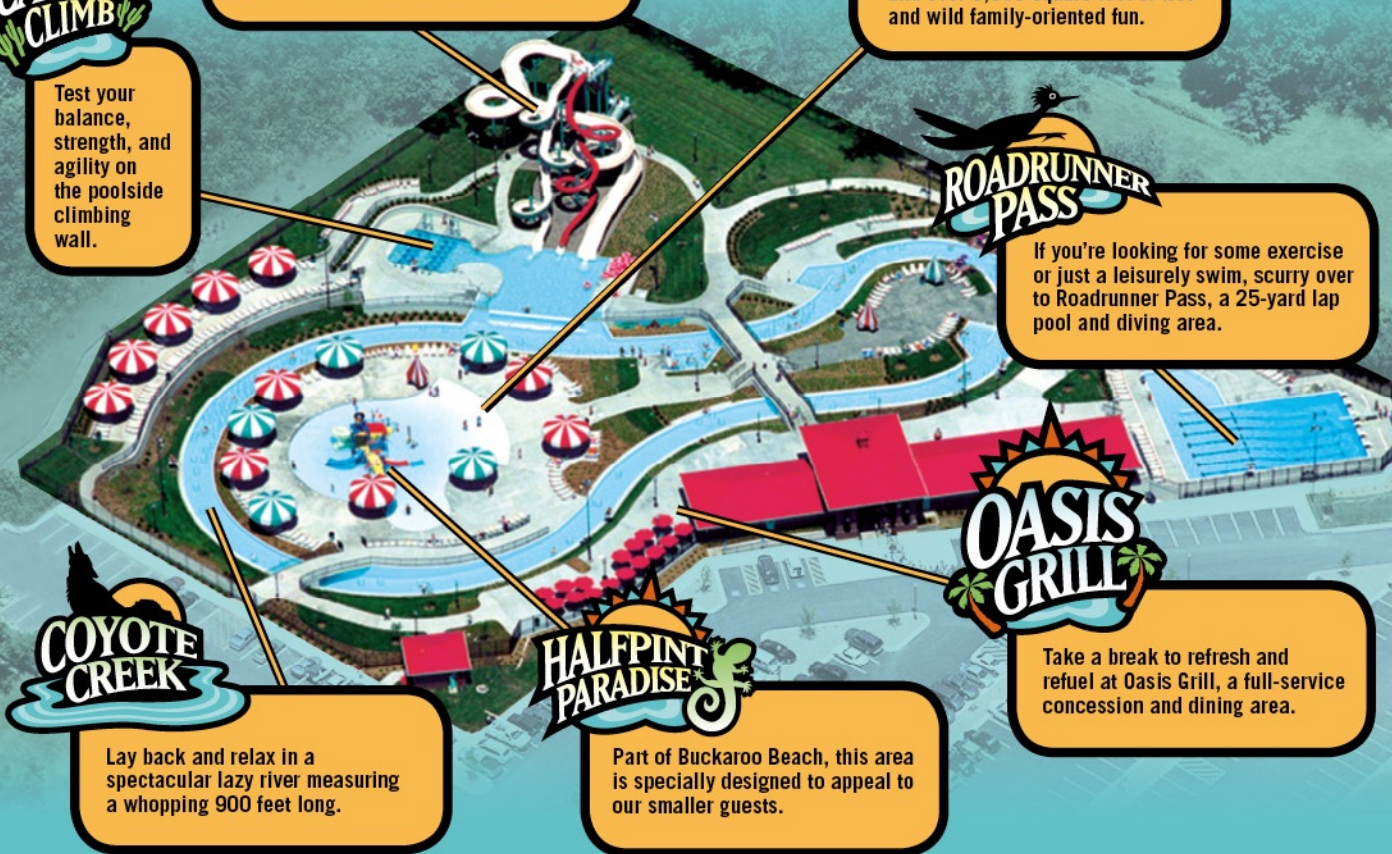 CLIMB
Test your
balance,
strength, and
agility on
the poolside
climbing
wall.
and wild family-oriented fun.
ROADRUNNER
PASS
If you're looking for some exercise
or just a leisurely swim, scurry over
to Roadrunner Pass, a 25-yard lap
pool and diving area.
OASIS
GRILL
Take a break to refresh and
refuel at Oasis Grill, a full-service
concession and dining area.
COYOTE
CREEK
Lay back and relax in a
spectacular lazy river measuring
a whopping 900 feet long.
HALFPINT
PARADISE
Part of Buckaroo Beach, this area
is specially designed to appeal to
our smaller guests.